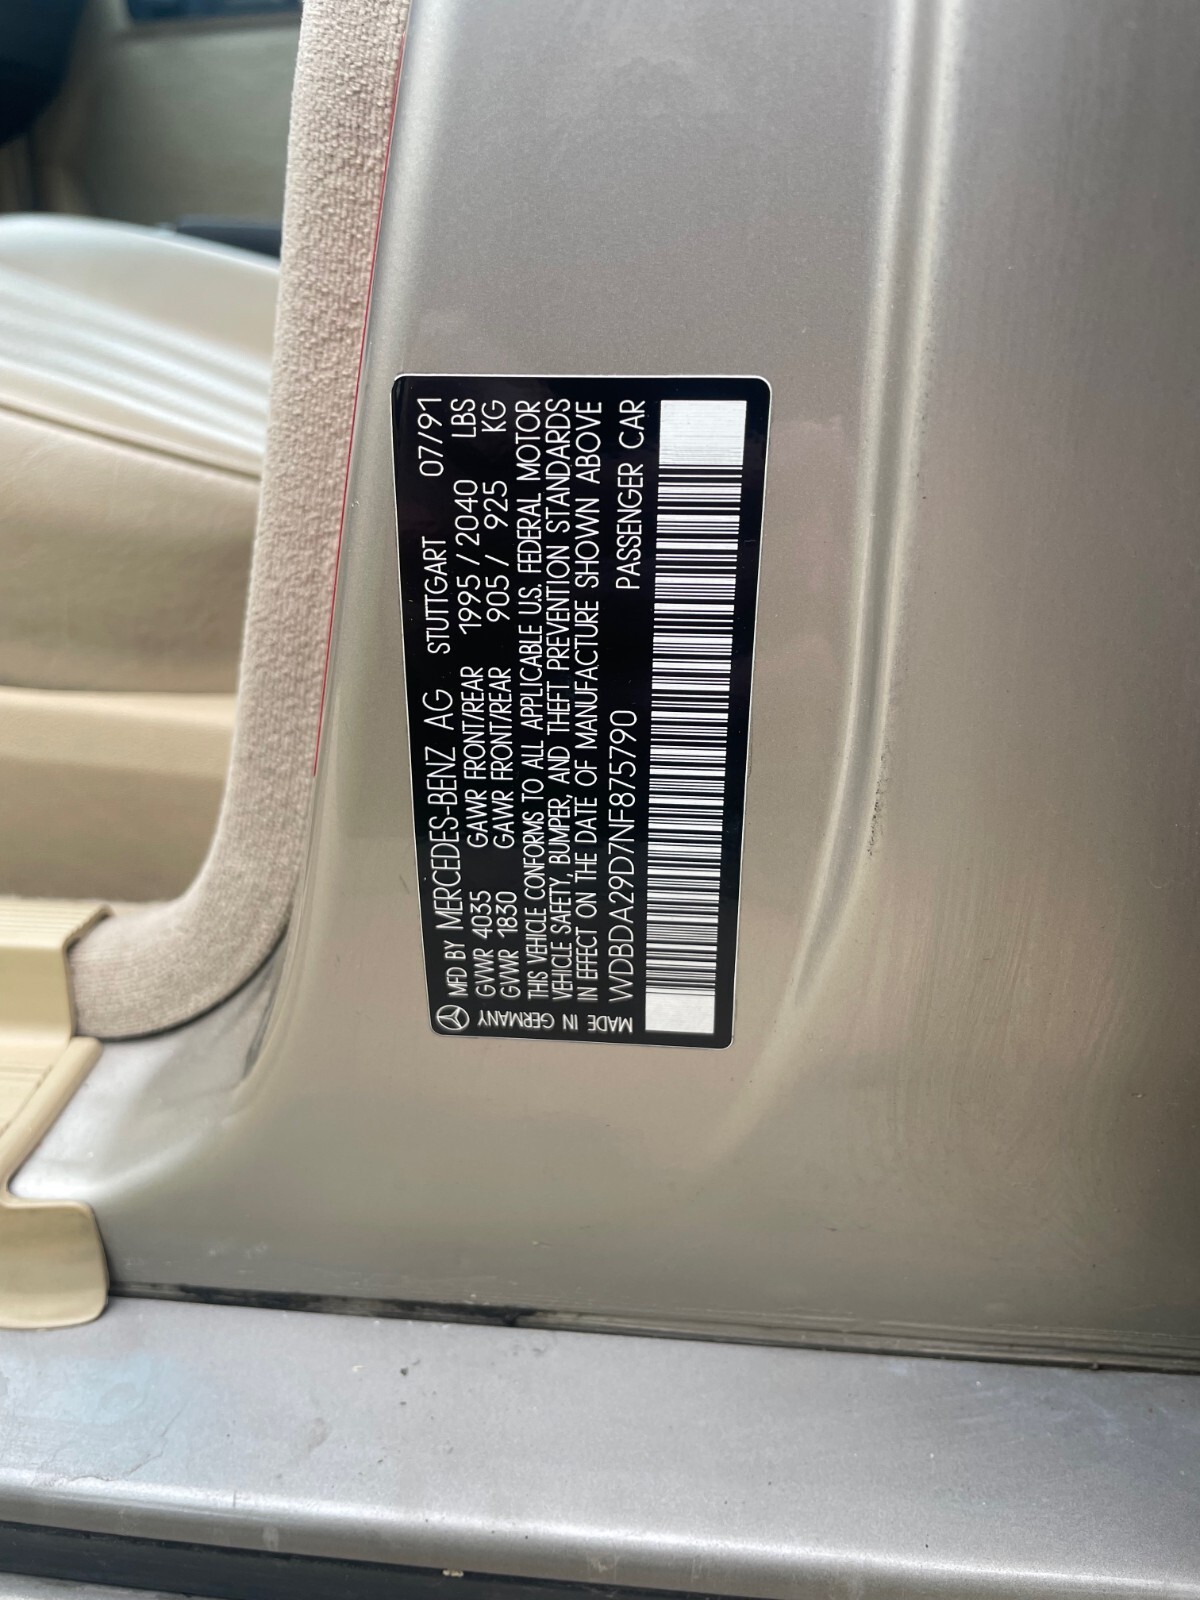 MFD BY MERCEDES-BENZ AG STUTTGART 07/91
GVWR 4035 GAWR FRONT/REAR 1995/2040 LBS
GVWR 1830 GAWR FRONT/REAR 905/ 925 KG
THIS VEHICLE CONFORMS TO ALL APPLICABLE U.S. FEDERAL MOTOR
VEHICLE SAFETY, BUMPER, AND THEFT PREVENTION STANDARDS
IN EFFECT ON THE DATE OF MANUFACTURE SHOWN ABOVE
WDBDA29D7NF875790 PASSENGER CAR
MADE IN GERMANY